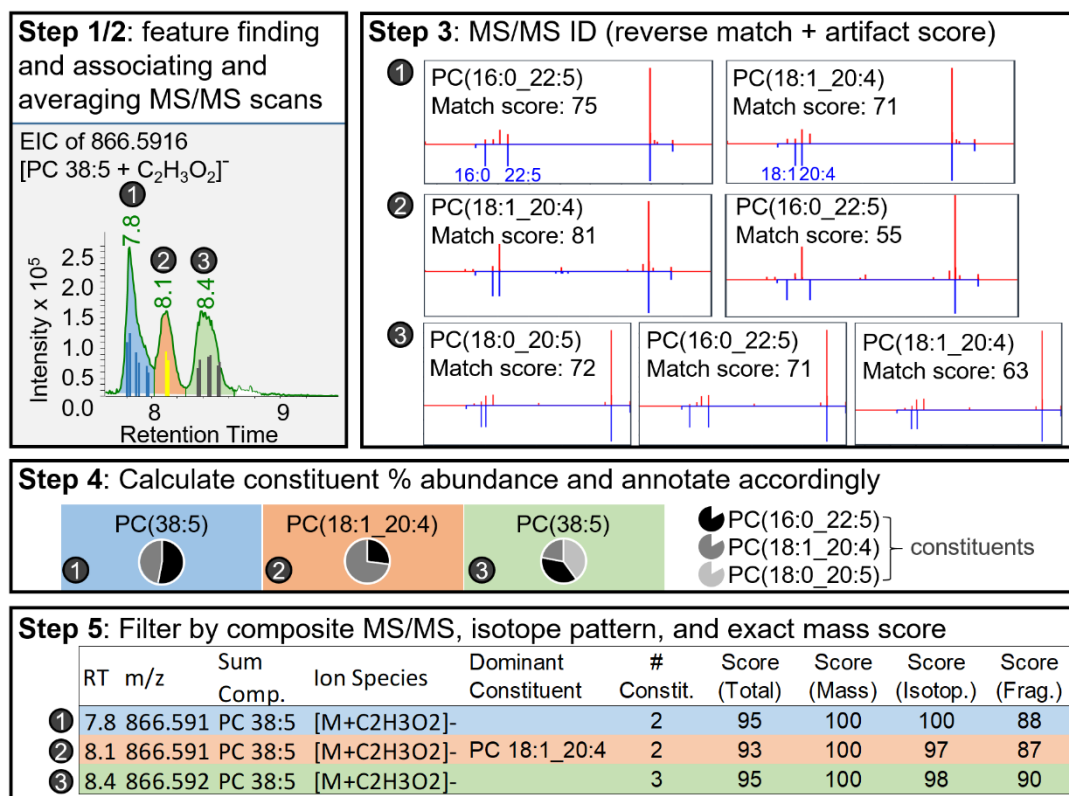 Step 1/2: feature finding
and associating and
averaging MS/MS scans
EIC of 866.5916
[PC 38:5 + C₂H₃O₂]⁻
1
7.8
2
8.1
3
8.4
Intensity x 10⁵
2.5
2.0
1.5
1.0
0.5
0.0
8 9
Retention Time
Step 3: MS/MS ID (reverse match + artifact score)
1
PC(16:0_22:5)
Match score: 75
16:0 22:5
PC(18:1_20:4)
Match score: 71
18:1 20:4
2
PC(18:1_20:4)
Match score: 81
PC(16:0_22:5)
Match score: 55
3
PC(18:0_20:5)
Match score: 72
PC(16:0_22:5)
Match score: 71
PC(18:1_20:4)
Match score: 63
Step 4: Calculate constituent % abundance and annotate accordingly
PC(38:5)
1
PC(18:1_20:4)
2
PC(38:5)
3
PC(16:0_22:5)
PC(18:1_20:4)
PC(18:0_20:5)
constituents
Step 5: Filter by composite MS/MS, isotope pattern, and exact mass score
RT m/z Sum Comp. Ion Species Dominant Constituent # Constit. Score (Total) Score (Mass) Score (Isotop.) Score (Frag.)
1 7.8 866.591 PC 38:5 [M+C2H3O2]- 2 95 100 100 88
2 8.1 866.591 PC 38:5 [M+C2H3O2]- PC 18:1_20:4 2 93 100 97 87
3 8.4 866.592 PC 38:5 [M+C2H3O2]- 3 95 100 98 90